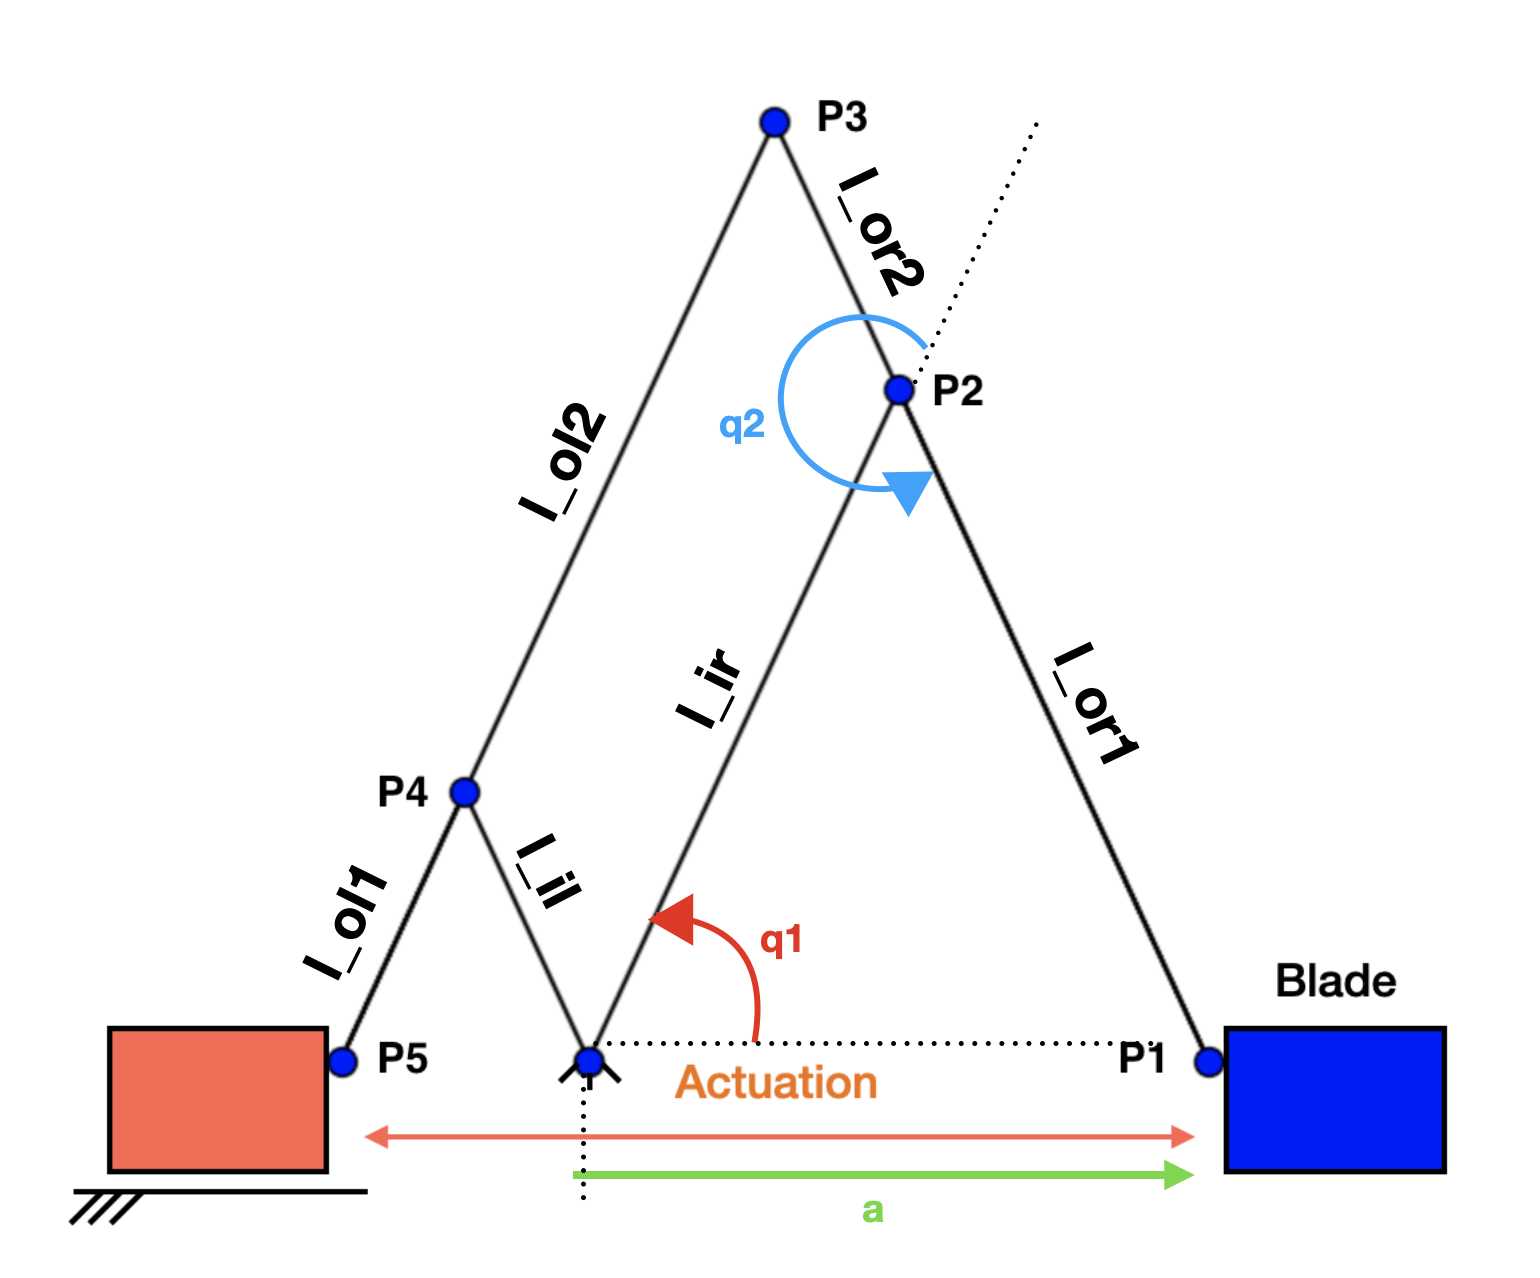 P3
l_or2
P2
q2
l_ol2
l_ir
l_or1
P4
l_il
l_ol1
q1
Blade
P5
P1
Actuation
a